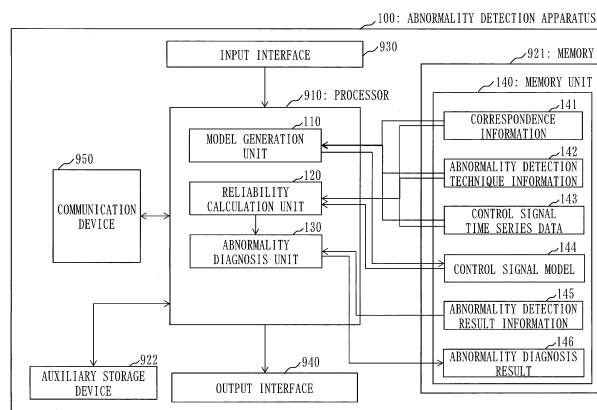 100: ABNORMALITY DETECTION APPARATUS
930
INPUT INTERFACE
921: MEMORY
910: PROCESSOR
140: MEMORY UNIT
110
MODEL GENERATION
UNIT
141
CORRESPONDENCE
INFORMATION
950
COMMUNICATION
DEVICE
120
RELIABILITY
CALCULATION UNIT
142
ABNORMALITY DETECTION
TECHNIQUE INFORMATION
130
ABNORMALITY
DIAGNOSIS UNIT
143
CONTROL SIGNAL
TIME SERIES DATA
144
CONTROL SIGNAL MODEL
145
ABNORMALITY DETECTION
RESULT INFORMATION
146
ABNORMALITY DIAGNOSIS
RESULT
922
AUXILIARY STORAGE
DEVICE
940
OUTPUT INTERFACE